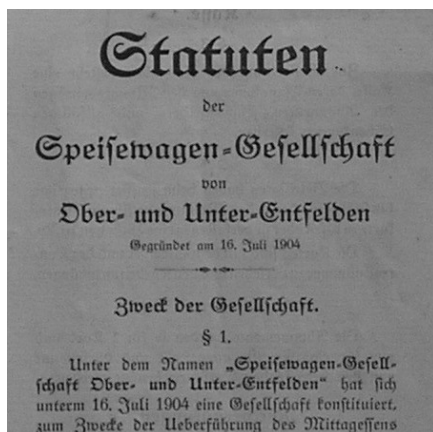 Statuten
der
Speisewagen-Gesellschaft
von
Ober- und Unter-Entfelden
Gegründet am 16. Juli 1904
Zweck der Gesellschaft.
§ 1.
Unter dem Namen „Speisewagen-Gesell-
schaft Ober- und Unter-Entfelden“ hat sich
unterm 16. Juli 1904 eine Gesellschaft konstituirt,
zum Zwecke der Ueberführung des Mittagessens